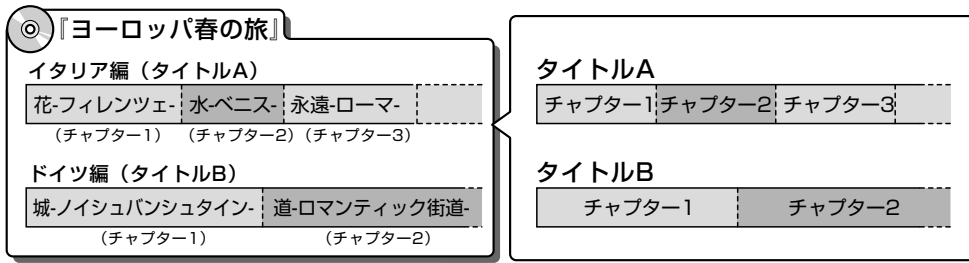 『ヨーロッパ春の旅』
イタリア編（タイトルA）
花-フィレンツェ- 水-ベニス- 永遠-ローマ-
（チャプター1） （チャプター2）（チャプター3）
ドイツ編（タイトルB）
城-ノイシュバンシュタイン- 道-ロマンティック街道-
（チャプター1） （チャプター2）
タイトルA
チャプター1 チャプター2 チャプター3
タイトルB
チャプター1 チャプター2